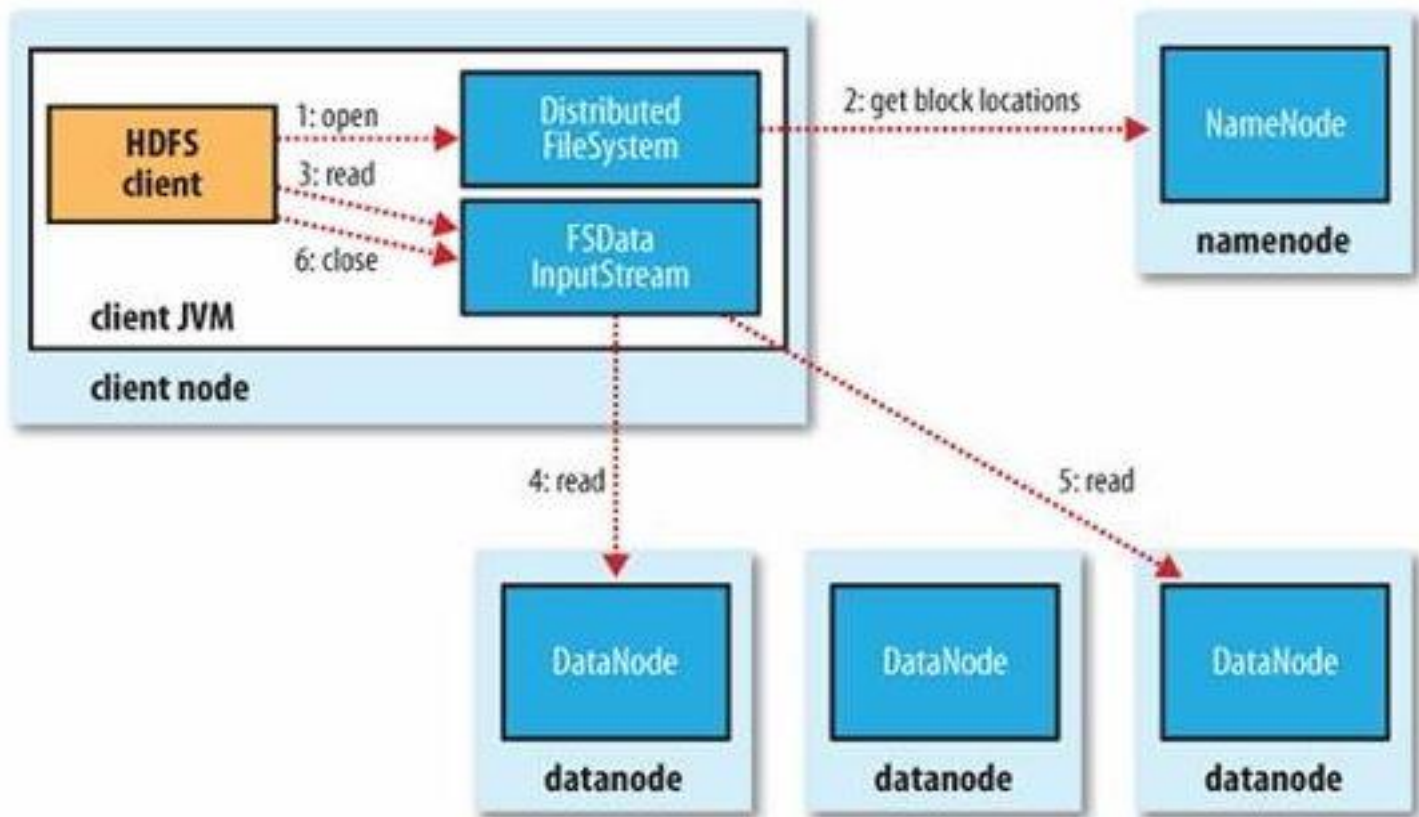 1: open
Distributed
FileSystem
2: get block locations
NameNode
HDFS
client
3: read
FSData
InputStream
6: close
namenode
client JVM
client node
4: read
5: read
DataNode
DataNode
DataNode
datanode
datanode
datanode